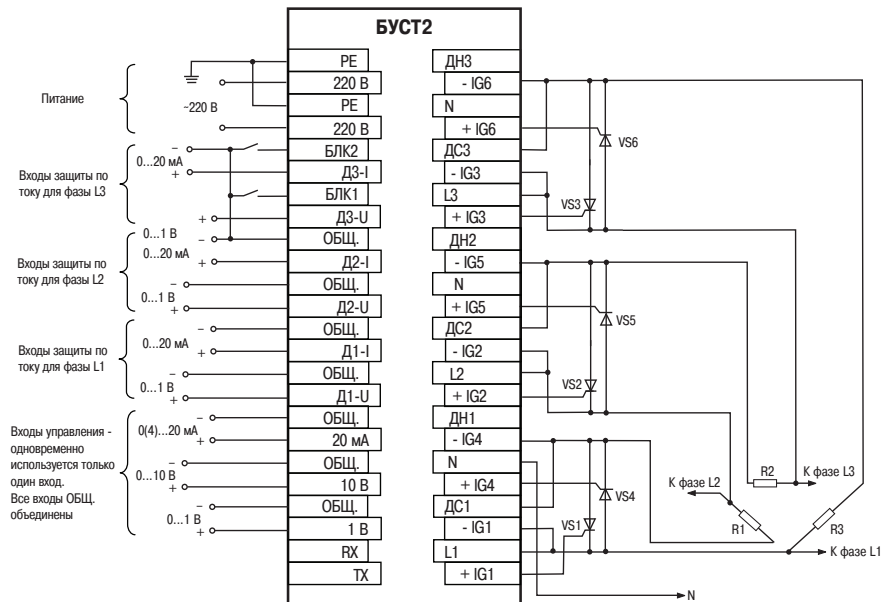 БУСТ2
PE
220 В
PE
220 В
БЛК2
Д3-I
БЛК1
Д3-U
ОБЩ.
Д2-I
ОБЩ.
Д2-U
ОБЩ.
Д1-I
ОБЩ.
Д1-U
ОБЩ.
20 мА
ОБЩ.
10 В
ОБЩ.
1 В
RX
TX
ДН3
- IG6
N
+ IG6
ДС3
- IG3
L3
+ IG3
ДН2
- IG5
N
+ IG5
ДС2
- IG2
L2
+ IG2
ДН1
- IG4
N
+ IG4
ДС1
- IG1
L1
+ IG1
Питание
~220 В
Входы защиты по
току для фазы L3
–
0...20 мА
+
+
0...1 В
–
Входы защиты по
току для фазы L2
0...20 мА
+
–
0...1 В
+
Входы защиты по
току для фазы L1
–
0...20 мА
+
–
0...1 В
+
Входы управления -
одновременно
используется только
один вход.
Все входы ОБЩ.
объединены
–
0(4)...20 мА
+
–
0...10 В
+
–
0...1 В
+
VS6
VS3
VS5
VS2
VS4
VS1
R2
К фазе L3
К фазе L2
R1
R3
К фазе L1
N